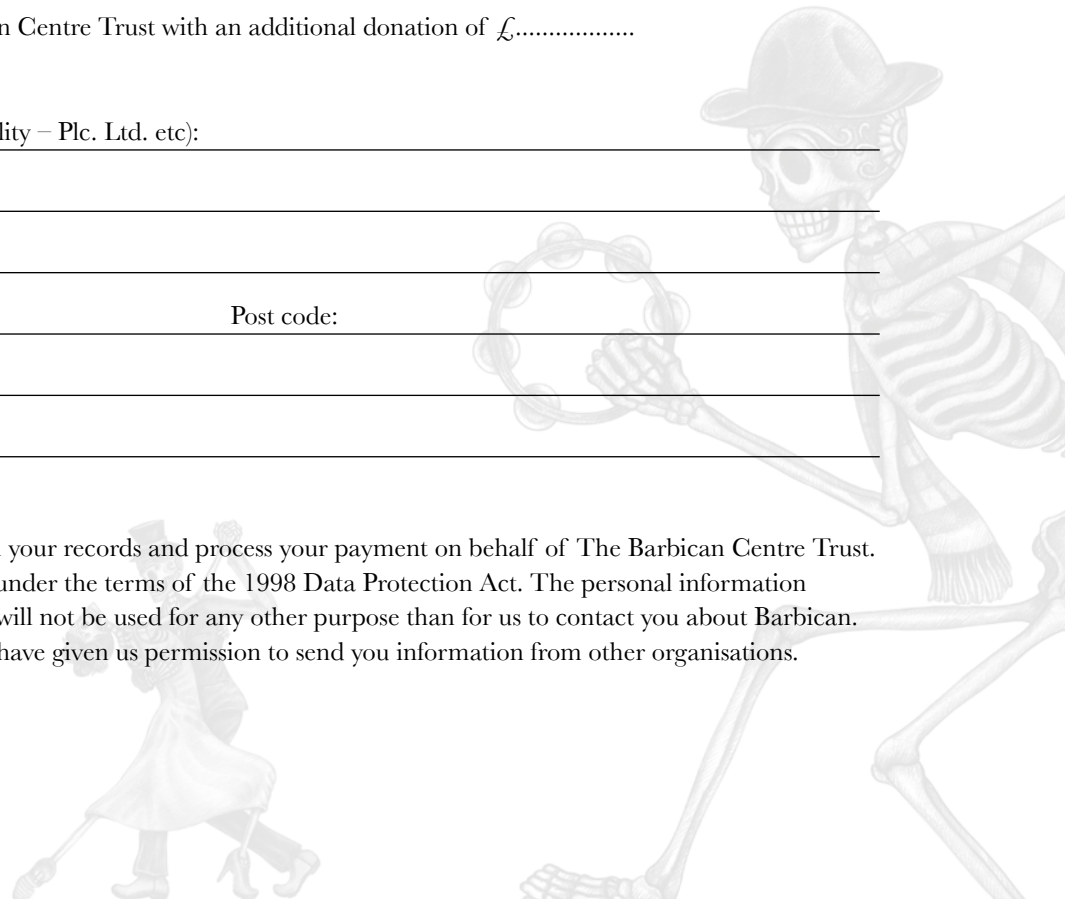 n Centre Trust with an additional donation of £..................
lity – Plc. Ltd. etc):
Post code:
your records and process your payment on behalf of The Barbican Centre Trust.
under the terms of the 1998 Data Protection Act. The personal information
will not be used for any other purpose than for us to contact you about Barbican.
have given us permission to send you information from other organisations.